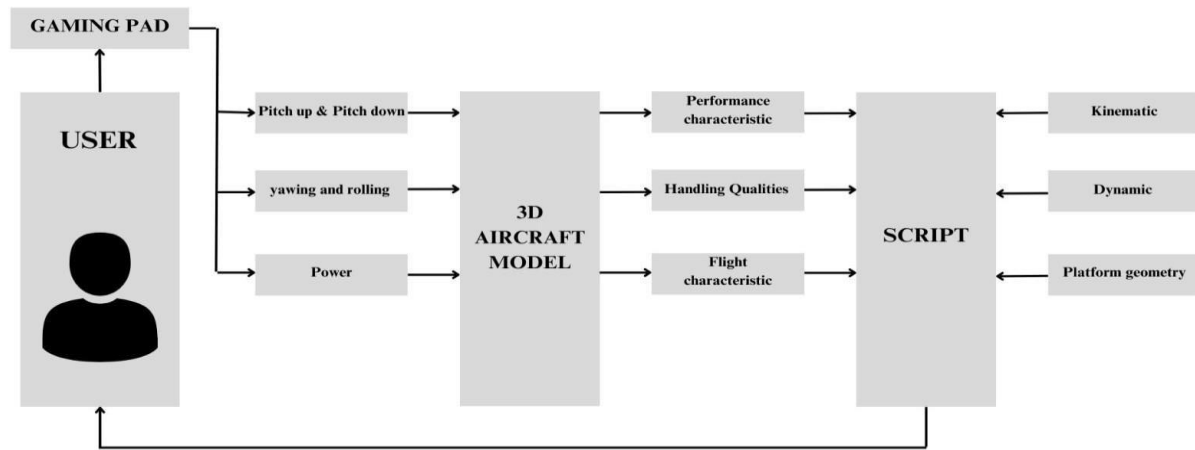 GAMING PAD
USER
Pitch up & Pitch down
yawing and rolling
Power
3D
AIRCRAFT
MODEL
Performance
characteristic
Handling Qualities
Flight
characteristic
SCRIPT
Kinematic
Dynamic
Platform geometry